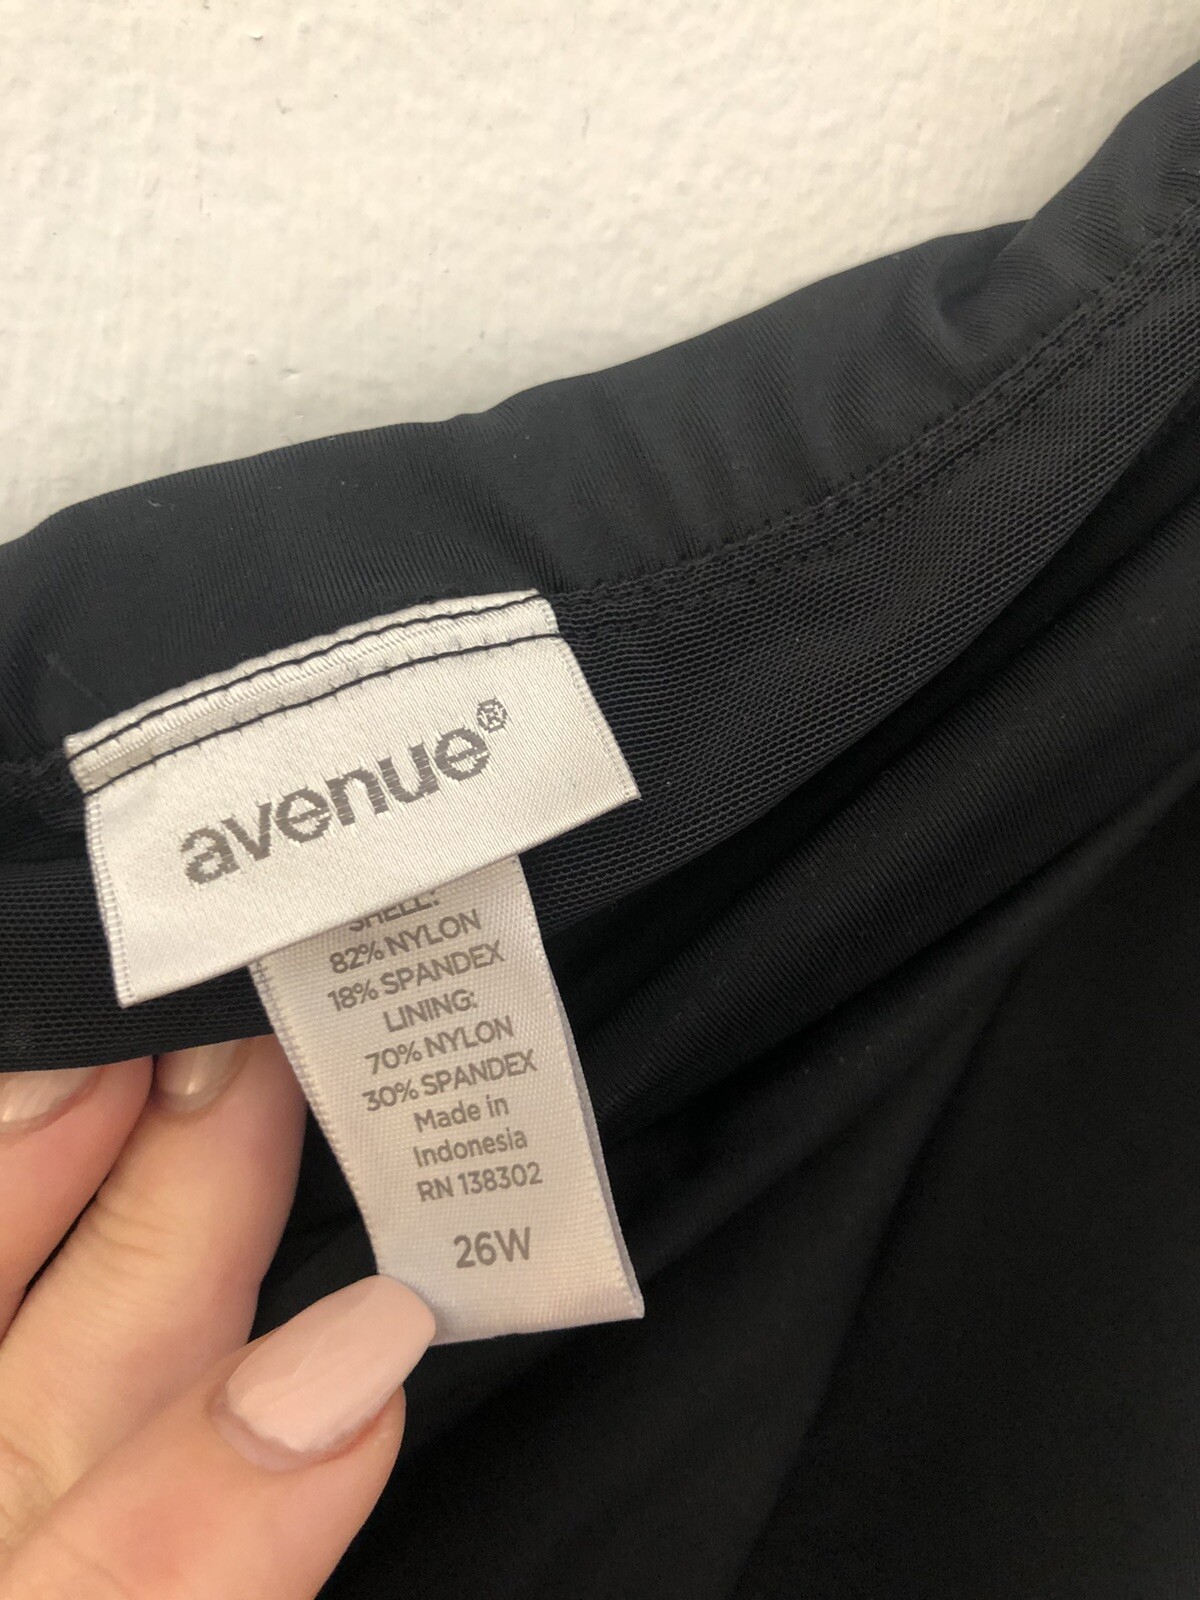 avenue®
SHELL:
82% NYLON
18% SPANDEX
LINING:
70% NYLON
30% SPANDEX
Made in
Indonesia
RN 138302
26W